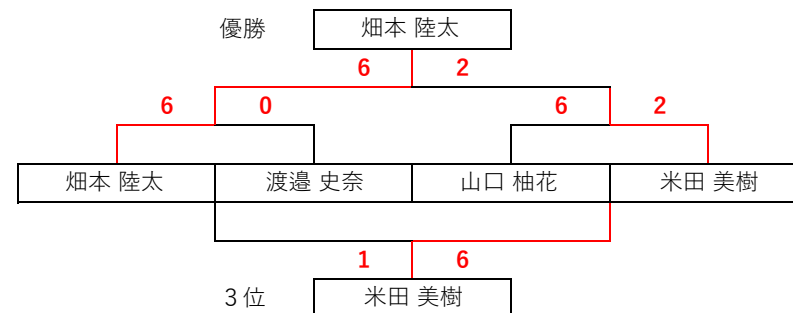 優勝 畑本 陸太
6 2
6 0 6 2
畑本 陸太 渡邉 史奈 山口 柚花 米田 美樹
1 6
３位 米田 美樹